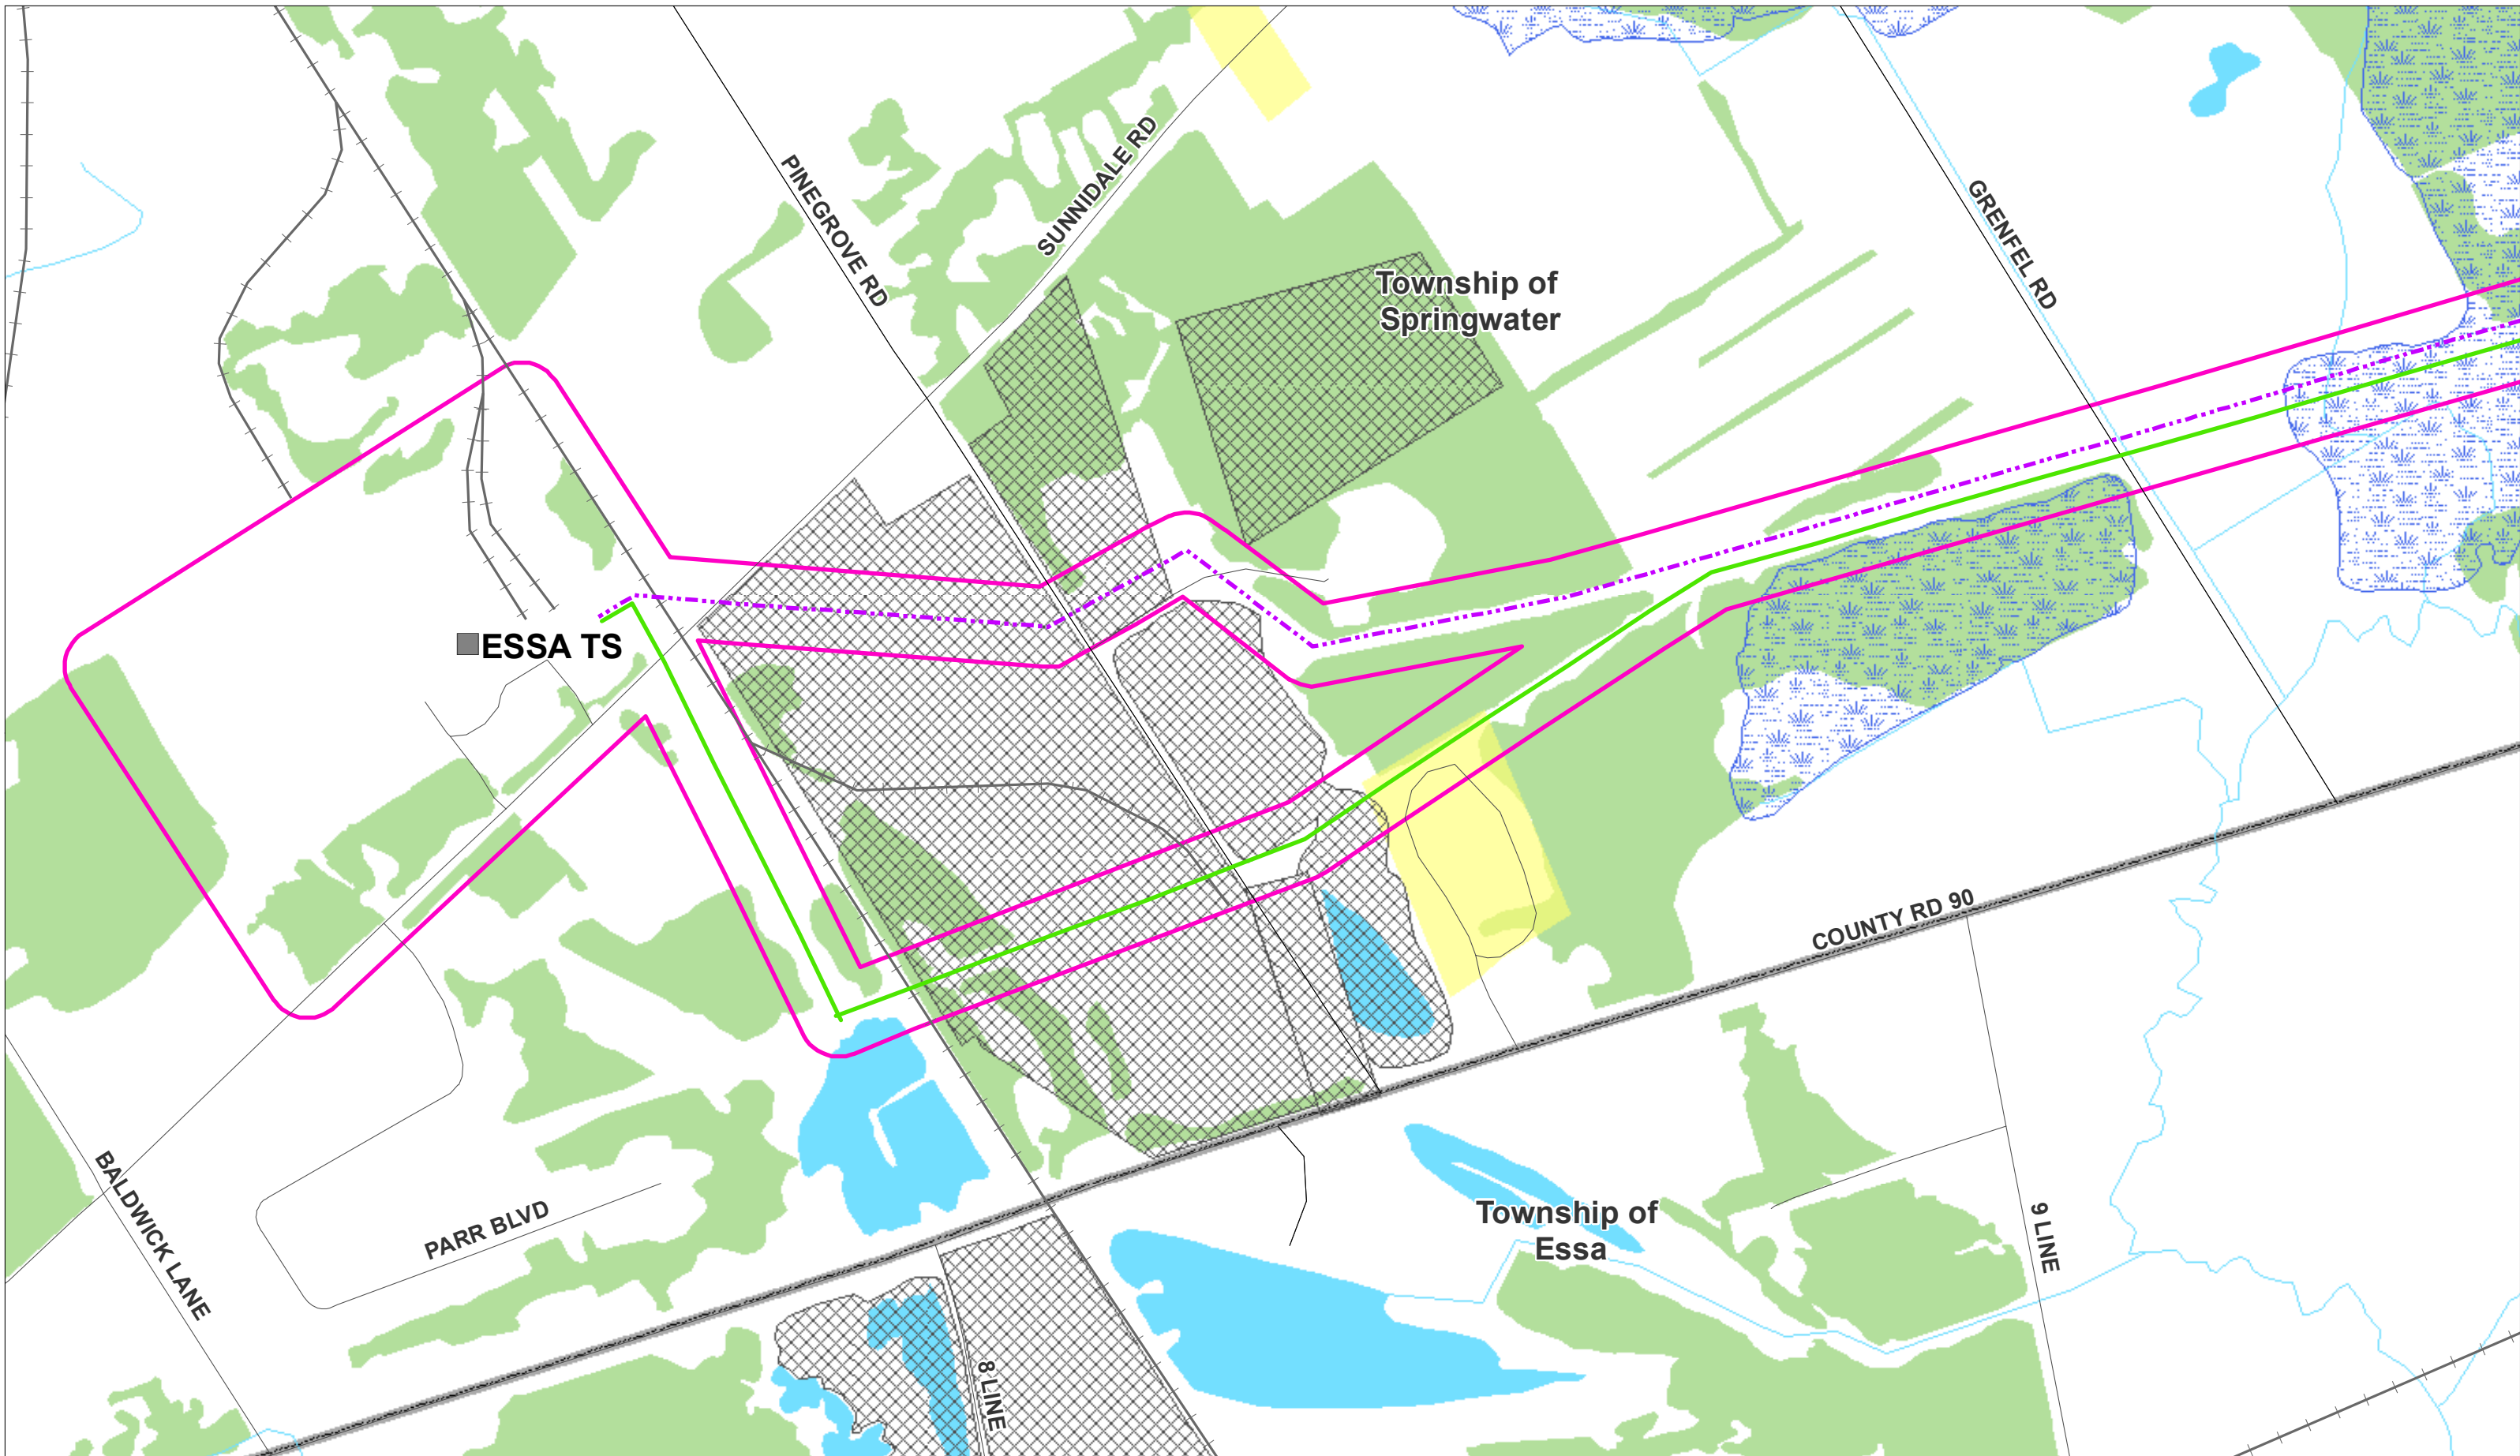 PINEGROVE RD
SUNNIDALE RD
GRENFEL RD
Township of
Springwater
ESSA TS
COUNTY RD 90
BALDWICK LANE
PARR BLVD
Township of
Essa
9 LINE
8 LINE